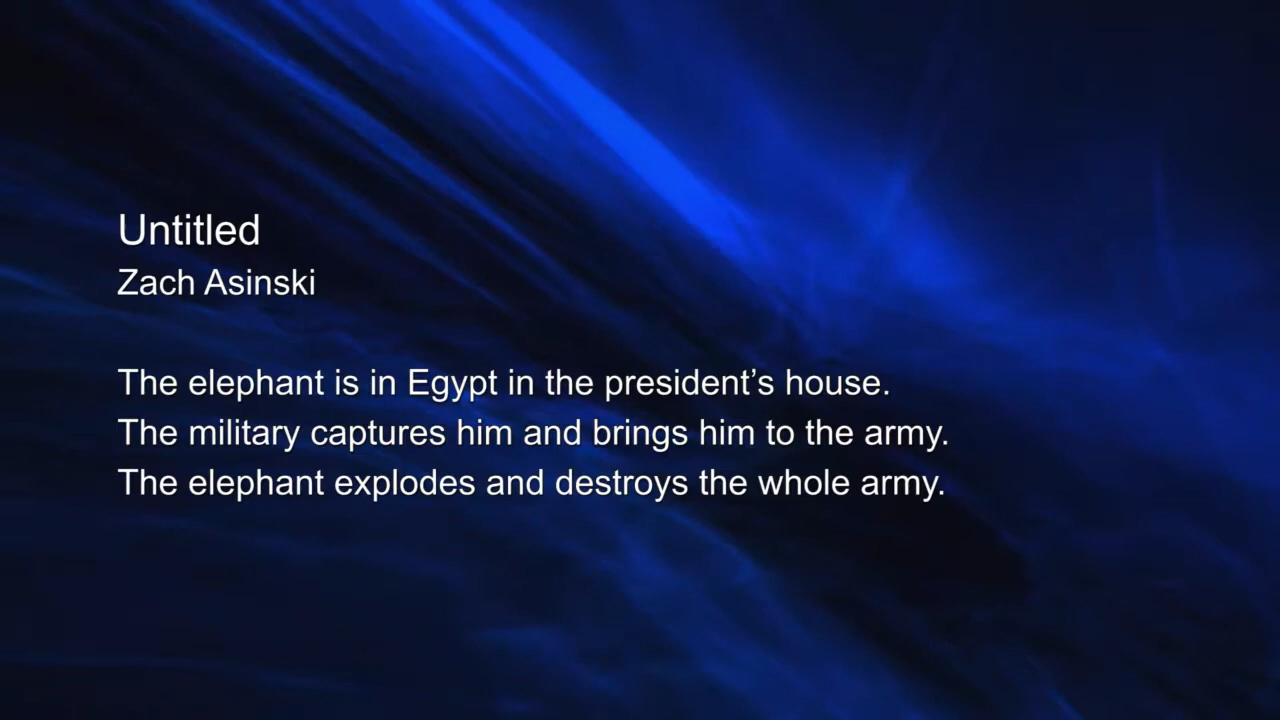 Untitled
Zach Asinski
The elephant is in Egypt in the president’s house.
The military captures him and brings him to the army.
The elephant explodes and destroys the whole army.